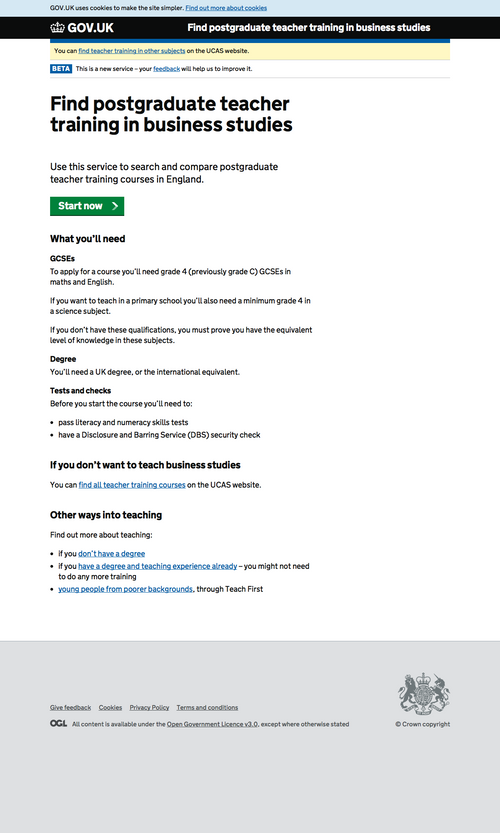 GOV.UK uses cookies to make the site simpler. Find out more about cookies
GOV.UK Find postgraduate teacher training in business studies
You can find teacher training in other subjects on the UCAS website.
BETA This is a new service – your feedback will help us to improve it.
Find postgraduate teacher
training in business studies
Use this service to search and compare postgraduate
teacher training courses in England.
Start now
What you’ll need
GCSEs
To apply for a course you’ll need grade 4 (previously grade C) GCSEs in
maths and English.
If you want to teach in a primary school you’ll also need a minimum grade 4 in
a science subject.
If you don’t have these qualifications, you must prove you have the equivalent
level of knowledge in these subjects.
Degree
You’ll need a UK degree, or the international equivalent.
Tests and checks
Before you start the course you’ll need to:
• pass literacy and numeracy skills tests
• have a Disclosure and Barring Service (DBS) security check
If you don’t want to teach business studies
You can find all teacher training courses on the UCAS website.
Other ways into teaching
Find out more about teaching:
• if you don’t have a degree
• if you have a degree and teaching experience already – you might not need
to do any more training
• young people from poorer backgrounds, through Teach First
Give feedback Cookies Privacy Policy Terms and conditions
OGL All content is available under the Open Government Licence v3.0, except where otherwise stated
© Crown copyright